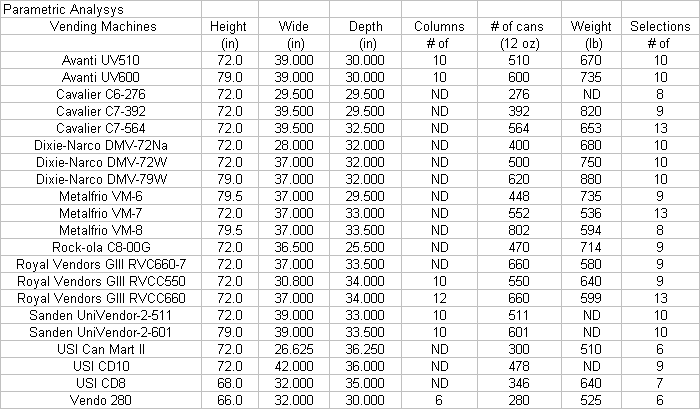 Parametric Analysys
Vending Machines Height Wide Depth Columns # of cans Weight Selections
(in) (in) (in) # of (12 oz) (lb) # of
Avanti UV510 72.0 39.000 30.000 10 510 670 10
Avanti UV600 79.0 39.000 30.000 10 600 735 10
Cavalier C6-276 72.0 29.500 29.500 ND 276 ND 8
Cavalier C7-392 72.0 39.500 29.500 ND 392 820 9
Cavalier C7-564 72.0 39.500 32.500 ND 564 653 13
Dixie-Narco DMV-72Na 72.0 28.000 32.000 ND 400 680 10
Dixie-Narco DMV-72W 72.0 37.000 32.000 ND 500 750 10
Dixie-Narco DMV-79W 79.0 37.000 32.000 ND 620 880 10
Metalfrio VM-6 79.5 37.000 29.500 ND 448 735 9
Metalfrio VM-7 72.0 37.000 33.000 ND 552 536 13
Metalfrio VM-8 79.5 37.000 33.500 ND 802 594 8
Rock-ola C8-00G 72.0 36.500 25.500 ND 470 714 9
Royal Vendors GIII RVC660-7 72.0 37.000 33.500 ND 660 580 9
Royal Vendors GIII RVCC550 72.0 30.800 34.000 10 550 640 9
Royal Vendors GIII RVCC660 72.0 37.000 34.000 12 660 599 13
Sanden UniVendor-2-511 72.0 39.000 33.000 10 511 ND 10
Sanden UniVendor-2-601 79.0 39.000 33.500 10 601 ND 10
USI Can Mart II 72.0 26.625 36.250 ND 300 510 6
USI CD10 72.0 42.000 36.000 ND 478 ND 9
USI CD8 68.0 32.000 35.000 ND 346 640 7
Vendo 280 66.0 32.000 30.000 6 280 525 6